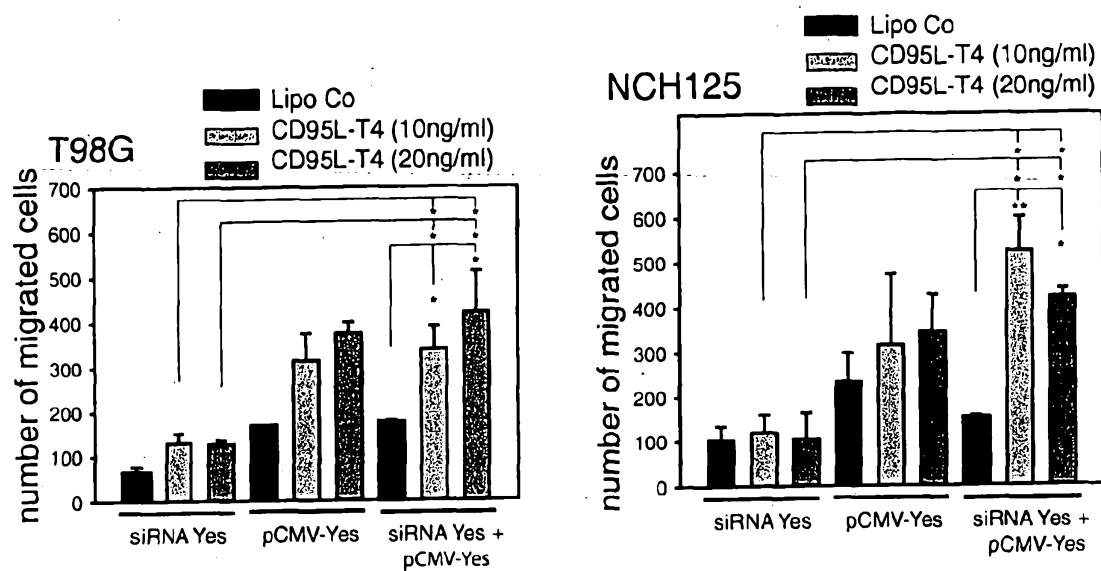 Lipo Co
CD95L-T4 (10ng/ml)
CD95L-T4 (20ng/ml)
T98G
number of migrated cells
700
600
500
400
300
200
100
0
siRNA Yes
pCMV-Yes
siRNA Yes +
pCMV-Yes
Lipo Co
CD95L-T4 (10ng/ml)
CD95L-T4 (20ng/ml)
NCH125
number of migrated cells
700
600
500
400
300
200
100
0
siRNA Yes
pCMV-Yes
siRNA Yes +
pCMV-Yes